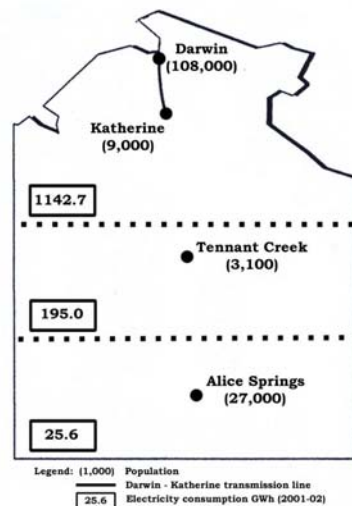 Darwin
(108,000)
Katherine
(9,000)
1142.7
Tennant Creek
(3,100)
195.0
Alice Springs
(27,000)
25.6
Legend: (1,000) Population
Darwin - Katherine transmission line
25.6 Electricity consumption GWh (2001-02)